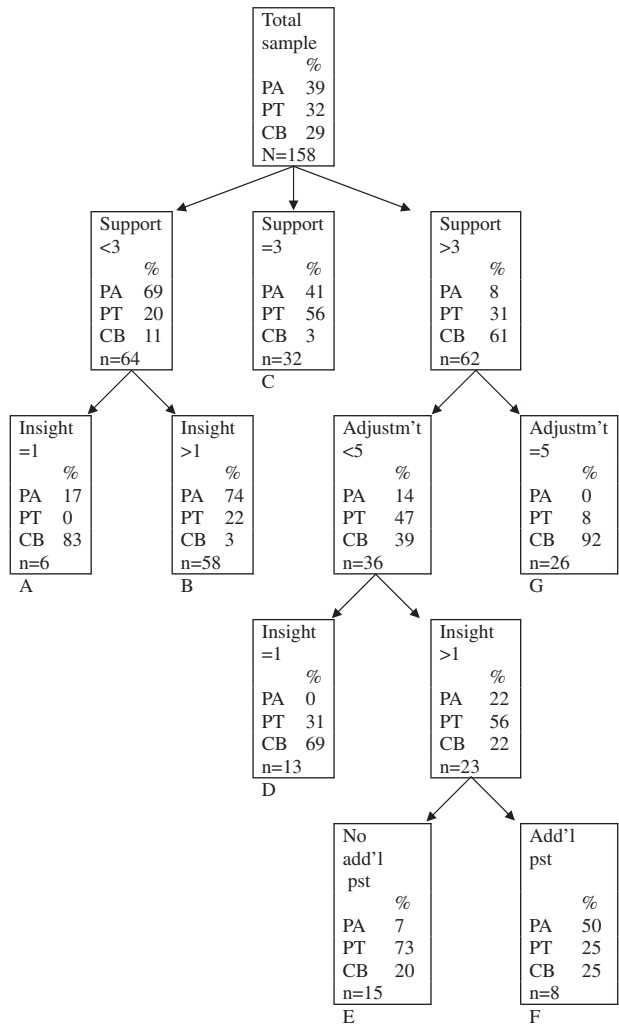 Total
sample
%
PA 39
PT 32
CB 29
N=158
Support
<3
%
PA 69
PT 20
CB 11
n=64
Support
=3
%
PA 41
PT 56
CB 3
n=32
C
Support
>3
%
PA 8
PT 31
CB 61
n=62
Insight
=1
%
PA 17
PT 0
CB 83
n=6
A
Insight
>1
%
PA 74
PT 22
CB 3
n=58
B
Adjustm't
<5
%
PA 14
PT 47
CB 39
n=36
Adjustm't
=5
%
PA 0
PT 8
CB 92
n=26
G
Insight
=1
%
PA 0
PT 31
CB 69
n=13
D
Insight
>1
%
PA 22
PT 56
CB 22
n=23
No
add'l
pst
%
PA 7
PT 73
CB 20
n=15
E
Add'l
pst
%
PA 50
PT 25
CB 25
n=8
F